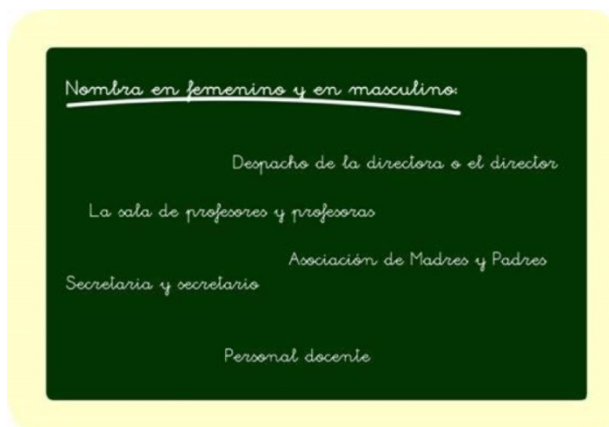 Nombra en femenino y en masculino:
Despacho de la directora o el director
La sala de profesores y profesoras
Asociación de Madres y Padres
Secretaria y secretario
Personal docente